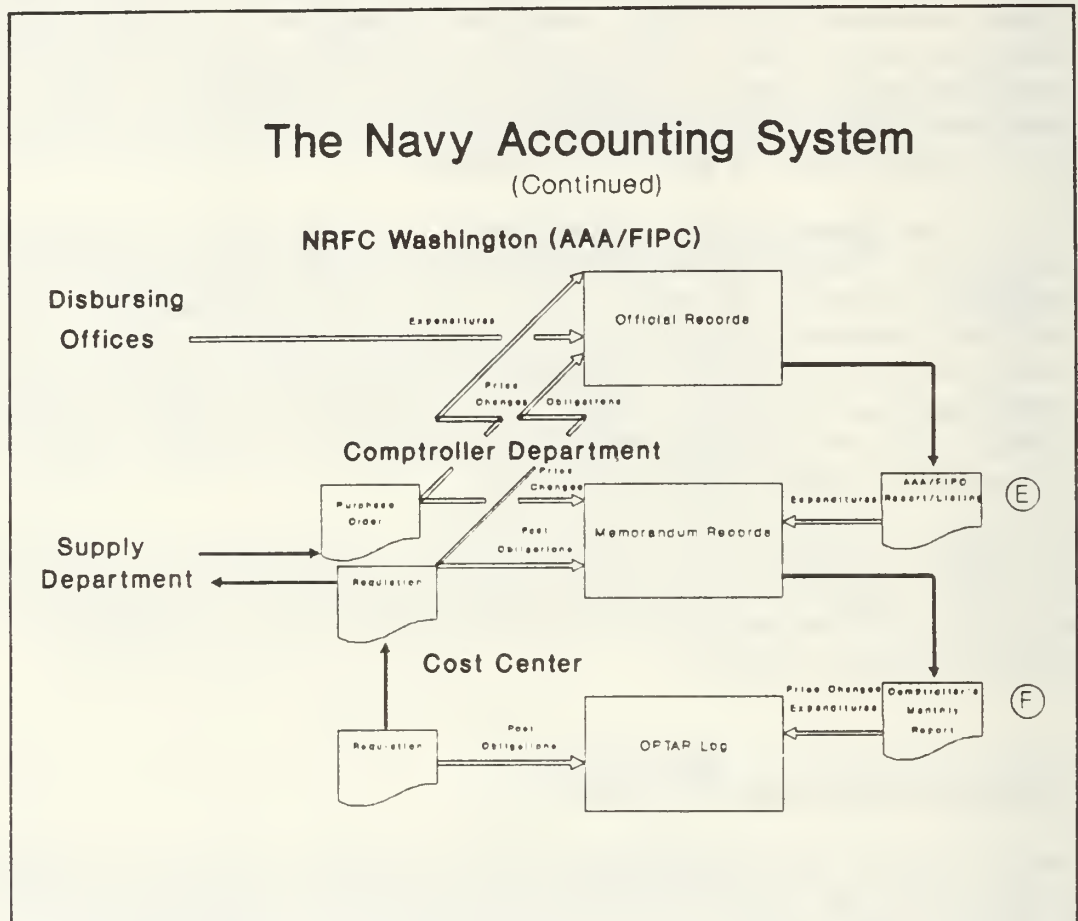 The Navy Accounting System
(Continued)
NRFC Washington (AAA/FIPC)
Disbursing
Offices
Expenditures
Official Records
Price
Changes
Obligations
Comptroller Department
Price
Changes
Purchase
Order
AAA/FIPC
Report/Listing
E
Expenditures
Memorandum Records
Supply
Department
Post
Obligations
Requisition
Cost Center
Price Changes
Expenditures
Comptroller's
Monthly
Report
F
Requisition
Post
Obligations
OPTAR Log